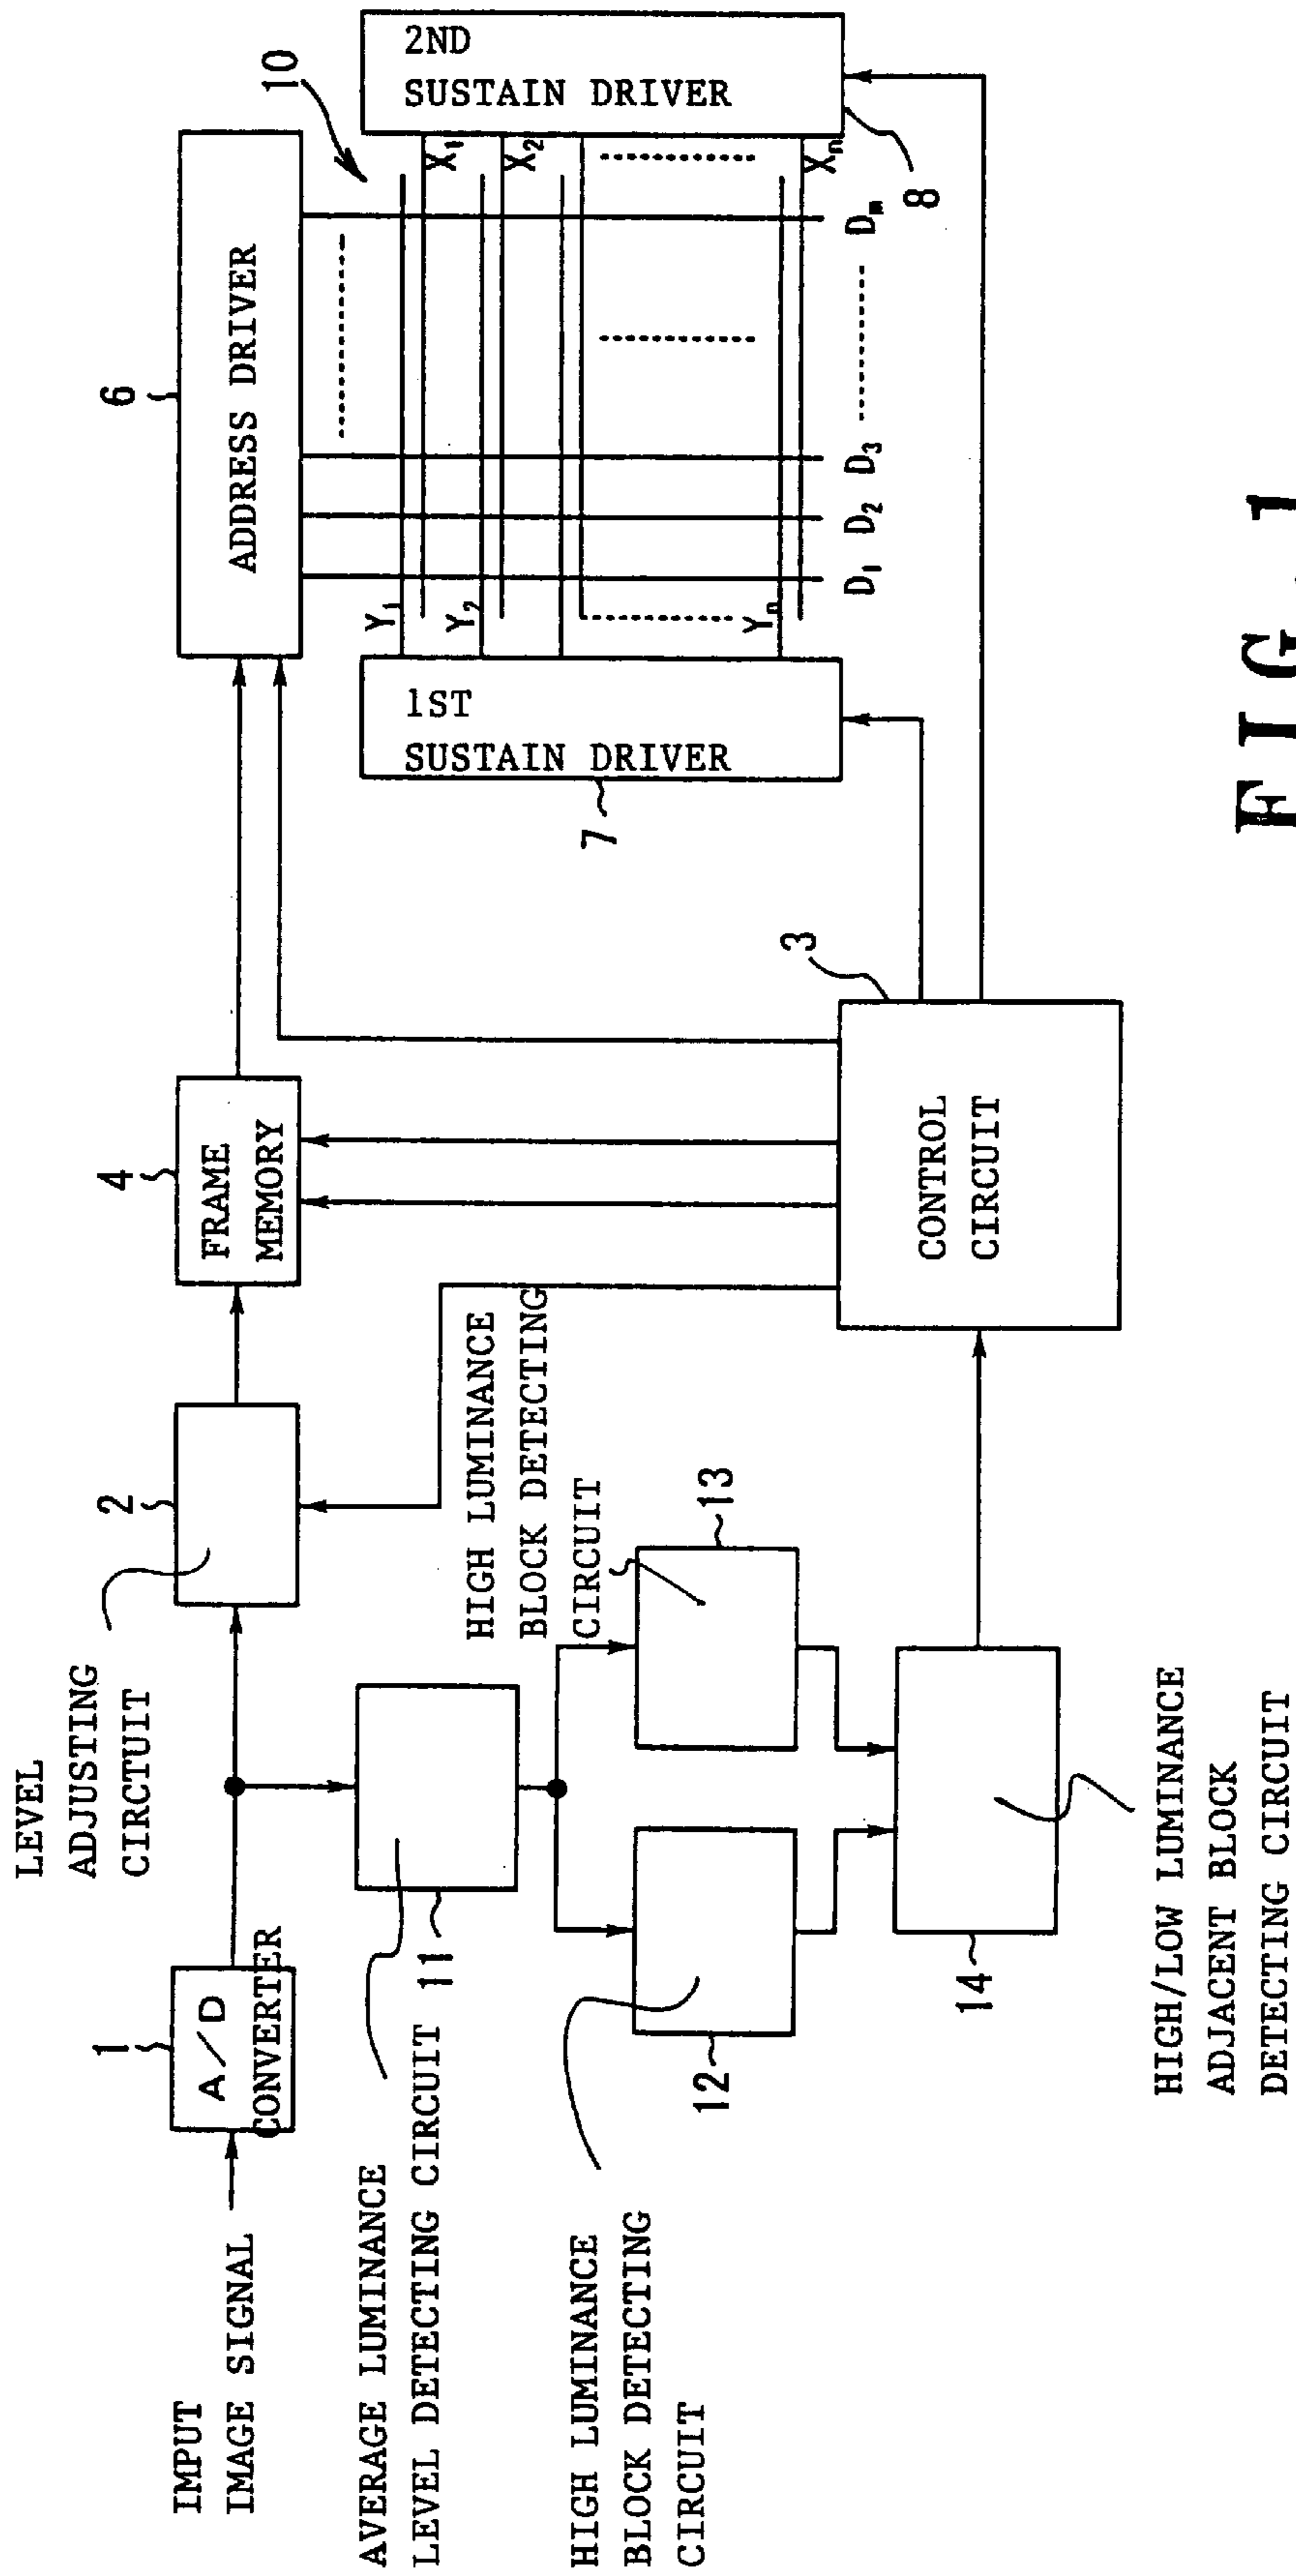 IMPUT
IMAGE SIGNAL
1
A/D
CONVERTER
LEVEL
ADJUSTING
CIRCTUIT
2
4
FRAME
MEMORY
6
ADDRESS DRIVER
10
AVERAGE LUMINANCE
LEVEL DETECTING CIRCUIT
11
HIGH LUMINANCE
BLOCK DETECTING
CIRCUIT
12
HIGH LUMINANCE
BLOCK DETECTING
CIRCUIT
13
14
HIGH/LOW LUMINANCE
ADJACENT BLOCK
DETECTING CIRCUIT
3
CONTROL
CIRCUIT
7
1ST
SUSTAIN DRIVER
2ND
SUSTAIN DRIVER
8
Y1
X1
Y2
X2
Yn
Xn
D1 D2 D3 Dm
FIG. 1